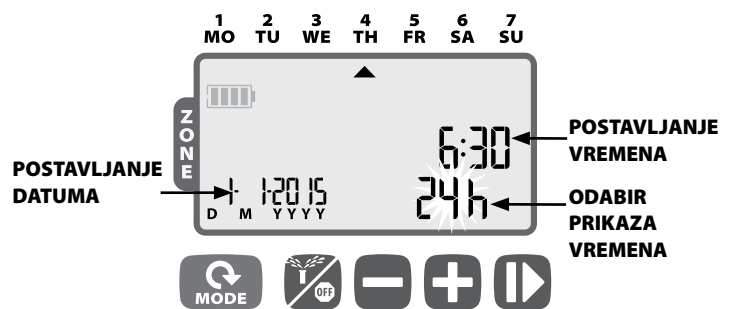 1 2 3 4 5 6 7
MO TU WE TH FR SA SU
ZONE
6:30
POSTAVLJANJE
VREMENA
POSTAVLJANJE
DATUMA
1- 1-2015
D M Y Y Y Y
24h
ODABIR
PRIKAZA
VREMENA
MODE
OFF